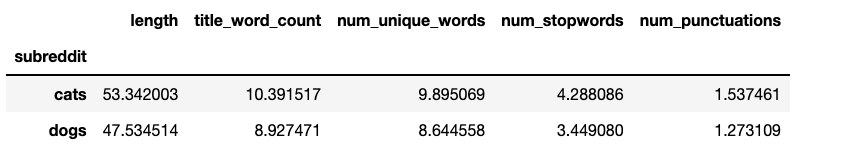 length title_word_count num_unique_words num_stopwords num_punctuations
subreddit
cats 53.342003 10.391517 9.895069 4.288086 1.537461
dogs 47.534514 8.927471 8.644558 3.449080 1.273109